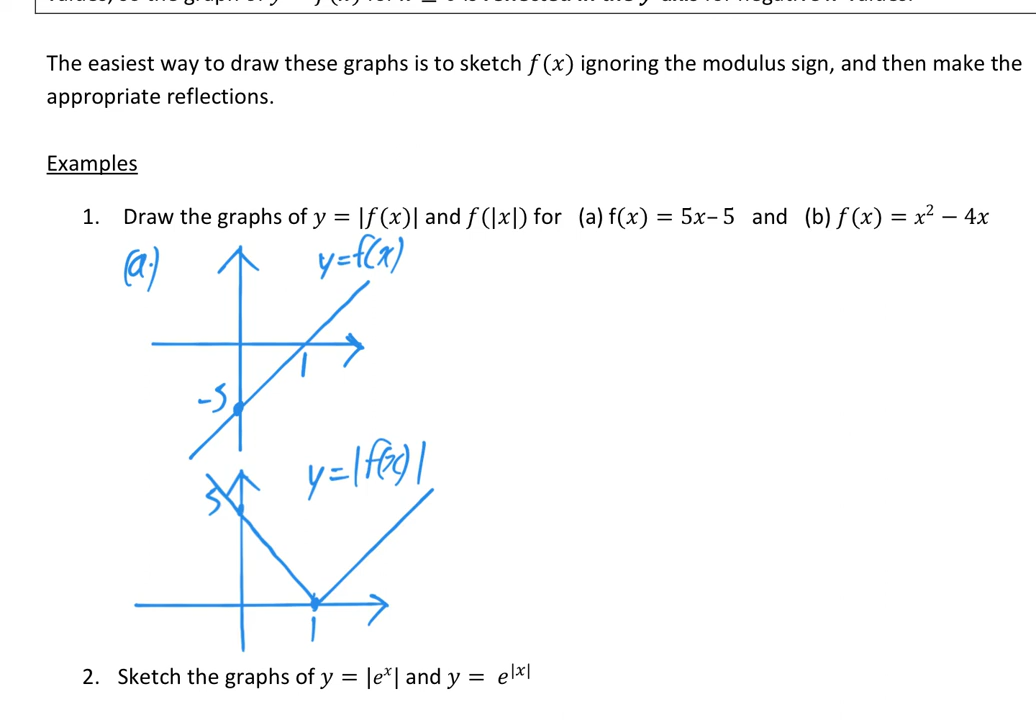 The easiest way to draw these graphs is to sketch f(x) ignoring the modulus sign, and then make the
appropriate reflections.
Examples
1. Draw the graphs of y = |f(x)| and f(|x|) for (a) f(x) = 5x– 5 and (b) f(x) = x² − 4x
(a.)
y=f(x)
1
-5
y=|f(x)|
5
1
2. Sketch the graphs of y = |eˣ| and y = e^|x|